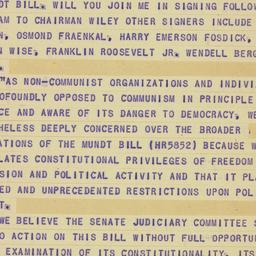 DT BILL. WILL YOU JOIN ME IN SIGNING FOLLOW
AM TO CHAIRMAN WILEY OTHER SIGNERS INCLUDE
N, OSMOND FRAENKAL, HARRY EMERSON FOSDICK,
N WISE, FRANKLIN ROOSEVELT JR. WENDELL BERG
"AS NON-COMMUNIST ORGANIZATIONS AND INDIVI
OFOUNDLY OPPOSED TO COMMUNISM IN PRINCIPLE
CE AND AWARE OF ITS DANGER TO DEMOCRACY, WE
HELESS DEEPLY CONCERNED OVER THE BROADER
ATIONS OF THE MUNDT BILL (HR5852) BECAUSE W
LATES CONSTITUTIONAL PRIVILEGES OF FREEDOM
SION AND POLITICAL ACTIVITY AND THAT IT PLA
ED AND UNPRECEDENTED RESTRICTIONS UPON POL
T.
WE BELIEVE THE SENATE JUDICIARY COMMITTEE S
O ACTION ON THIS BILL WITHOUT FULL OPPORTU
EXAMINATION OF ITS CONSTITUTIONALITY, ITS